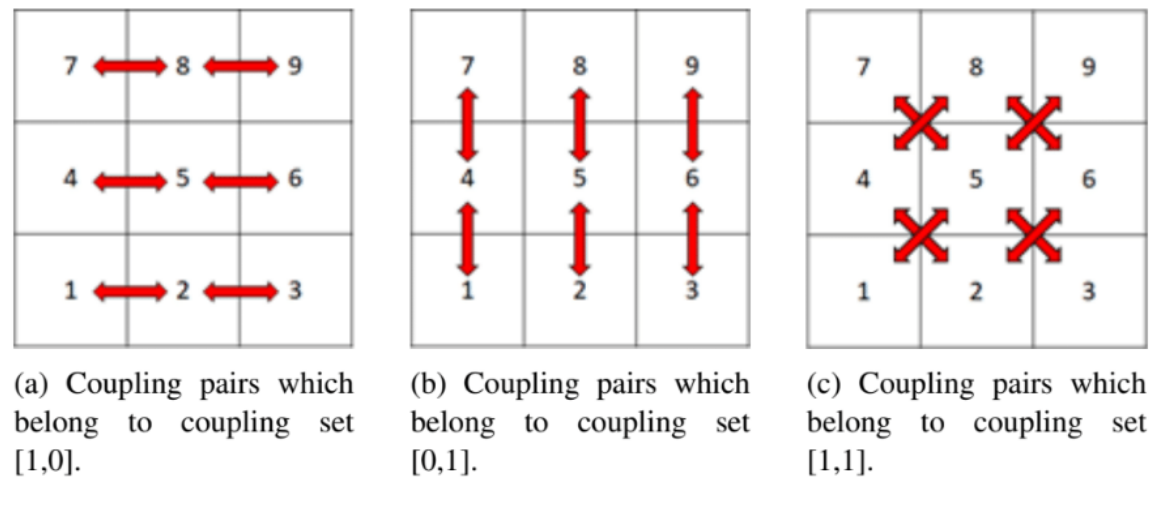 7 8 9
4 5 6
1 2 3
(a) Coupling pairs which
belong to coupling set
[1,0].
7 8 9
4 5 6
1 2 3
(b) Coupling pairs which
belong to coupling set
[0,1].
7 8 9
4 5 6
1 2 3
(c) Coupling pairs which
belong to coupling set
[1,1].